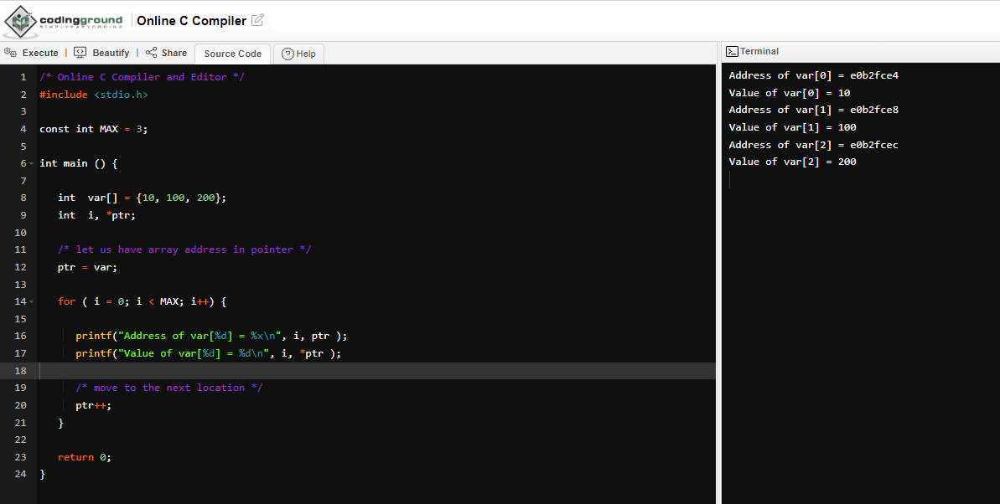 codingground
SIMPLYEASYCODING
Online C Compiler
Execute | Beautify | Share Source Code Help
1 /* Online C Compiler and Editor */
2 #include <stdio.h>
3
4 const int MAX = 3;
5
6 int main () {
7
8 int  var[] = {10, 100, 200};
9 int  i, *ptr;
10
11 /* let us have array address in pointer */
12 ptr = var;
13
14 for ( i = 0; i < MAX; i++) {
15
16 printf("Address of var[%d] = %x\n", i, ptr );
17 printf("Value of var[%d] = %d\n", i, *ptr );
18
19 /* move to the next location */
20 ptr++;
21 }
22
23 return 0;
24 }
Terminal
Address of var[0] = e0b2fce4
Value of var[0] = 10
Address of var[1] = e0b2fce8
Value of var[1] = 100
Address of var[2] = e0b2fcec
Value of var[2] = 200